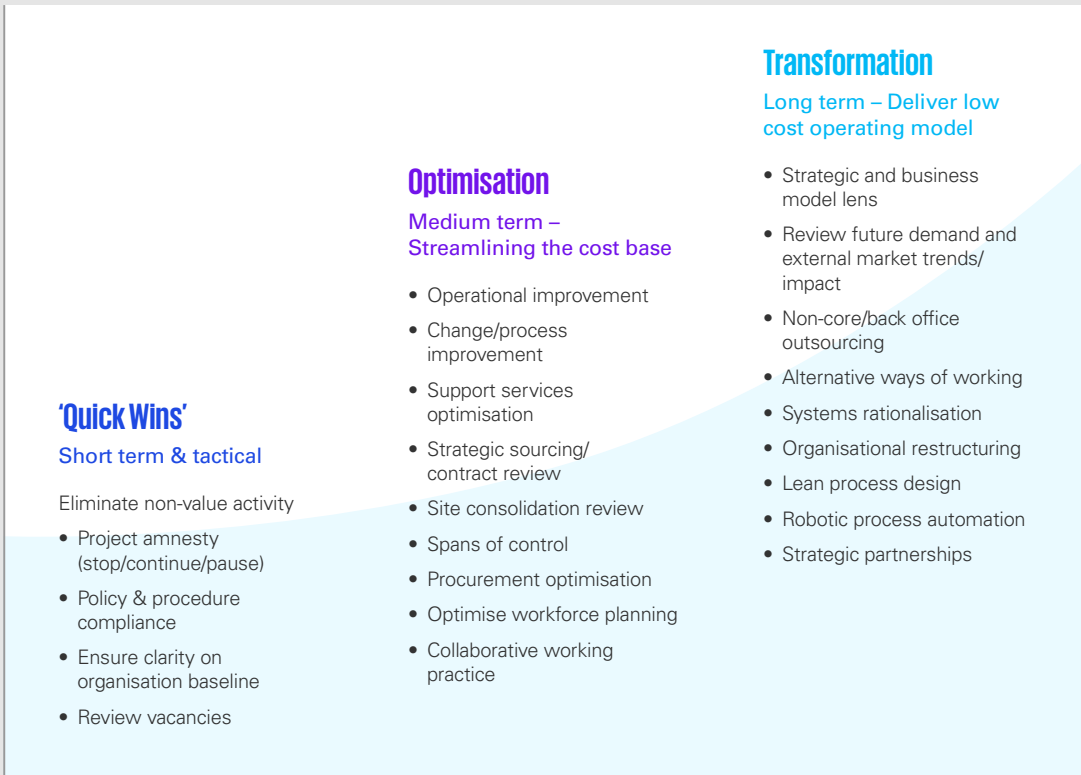 ‘Quick Wins’
Short term & tactical
Eliminate non-value activity
• Project amnesty
(stop/continue/pause)
• Policy & procedure
compliance
• Ensure clarity on
organisation baseline
• Review vacancies
Optimisation
Medium term –
Streamlining the cost base
• Operational improvement
• Change/process
improvement
• Support services
optimisation
• Strategic sourcing/
contract review
• Site consolidation review
• Spans of control
• Procurement optimisation
• Optimise workforce planning
• Collaborative working
practice
Transformation
Long term – Deliver low
cost operating model
• Strategic and business
model lens
• Review future demand and
external market trends/
impact
• Non-core/back office
outsourcing
• Alternative ways of working
• Systems rationalisation
• Organisational restructuring
• Lean process design
• Robotic process automation
• Strategic partnerships